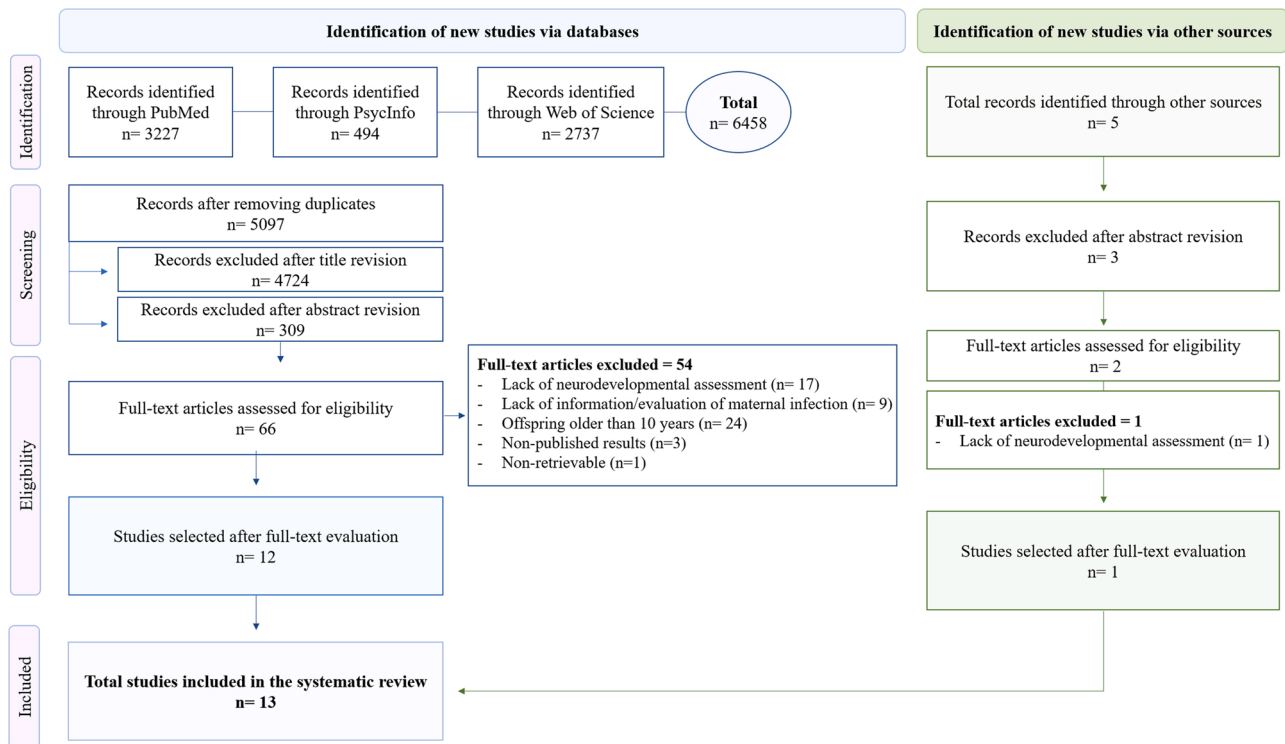 Identification of new studies via databases
Identification of new studies via other sources
Identification
Records identified
through PubMed
n= 3227
Records identified
through PsycInfo
n= 494
Records identified
through Web of Science
n= 2737
Total
n= 6458
Total records identified through other sources
n= 5
Screening
Records after removing duplicates
n= 5097
Records excluded after title revision
n= 4724
Records excluded after abstract revision
n= 309
Records excluded after abstract revision
n= 3
Eligibility
Full-text articles assessed for eligibility
n= 66
Full-text articles excluded = 54
- Lack of neurodevelopmental assessment (n= 17)
- Lack of information/evaluation of maternal infection (n= 9)
- Offspring older than 10 years (n= 24)
- Non-published results (n=3)
- Non-retrievable (n=1)
Full-text articles assessed for eligibility
n= 2
Full-text articles excluded = 1
- Lack of neurodevelopmental assessment (n= 1)
Studies selected after full-text evaluation
n= 12
Studies selected after full-text evaluation
n= 1
Included
Total studies included in the systematic review
n= 13